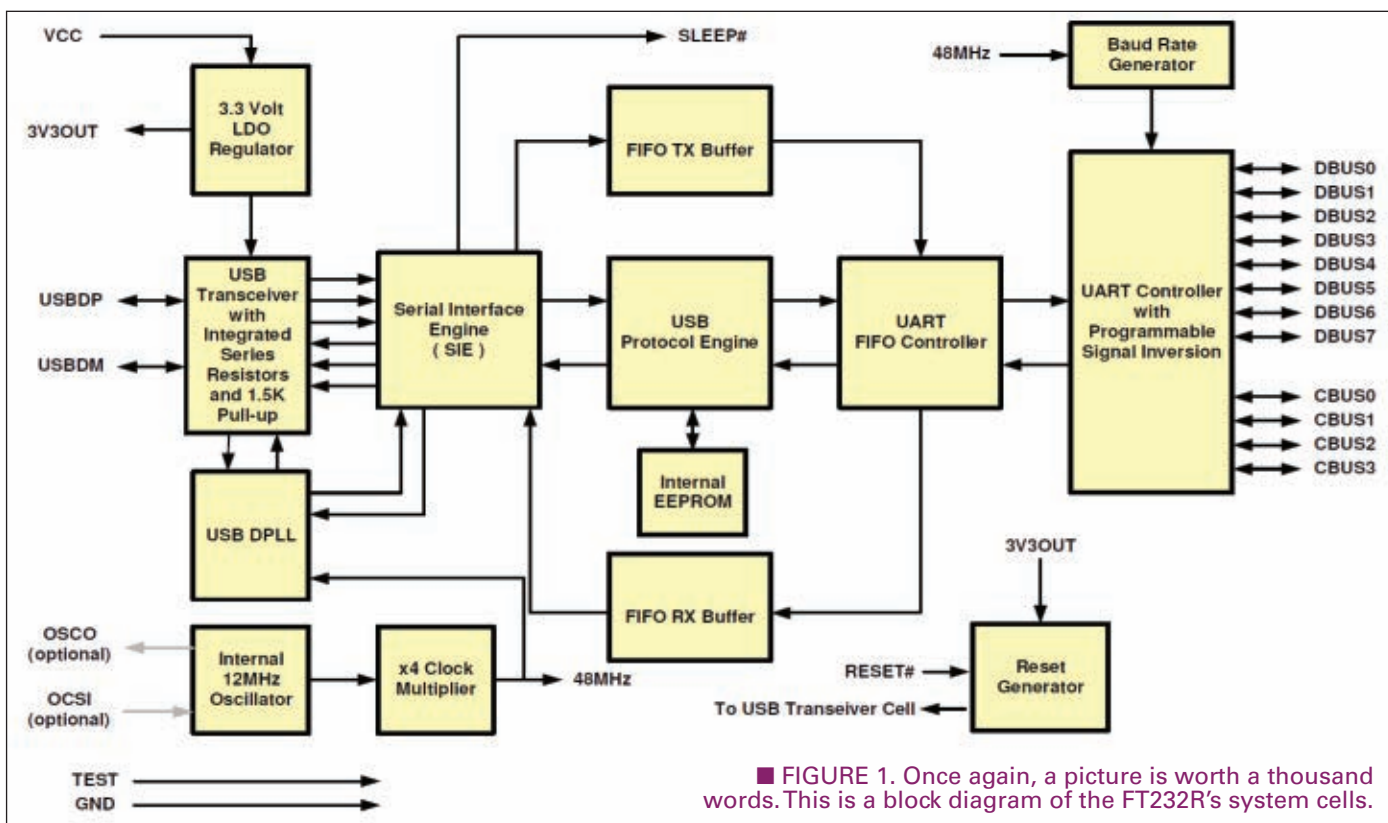 VCC
SLEEP#
48MHz
Baud Rate
Generator
3.3 Volt
LDO
Regulator
3V3OUT
FIFO TX Buffer
DBUS0
DBUS1
DBUS2
DBUS3
DBUS4
DBUS5
DBUS6
DBUS7
CBUS0
CBUS1
CBUS2
CBUS3
USBDP
USBDM
USB
Transceiver
with
Integrated
Series
Resistors
and 1.5K
Pull-up
Serial Interface
Engine
( SIE )
USB
Protocol Engine
UART
FIFO Controller
UART Controller
with
Programmable
Signal Inversion
Internal
EEPROM
USB DPLL
FIFO RX Buffer
3V3OUT
OSCO
(optional)
OCSI
(optional)
Internal
12MHz
Oscillator
x4 Clock
Multiplier
48MHz
RESET#
Reset
Generator
To USB Transeiver Cell
TEST
GND
■ FIGURE 1. Once again, a picture is worth a thousand
words. This is a block diagram of the FT232R's system cells.